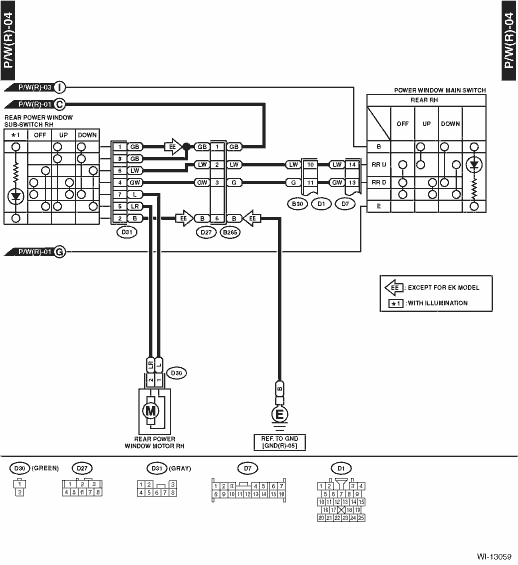 P/W(R)-04
P/W(R)-04
P/W(R)-03 I
P/W(R)-01 C
POWER WINDOW MAIN SWITCH
REAR RH
OFF UP DOWN
B
RR U
RR D
E
REAR POWER WINDOW
SUB-SWITCH RH
★1 OFF UP DOWN
1 GB EE GB 1 GB
GB
6 LW LW 2 LW LW 10 LW 14
4 GW GW 3 G G 11 GW 13
7 L
5 LR
2 B EE B 6 B EE
D31 D27 B265 B30 D1 D7
P/W(R)-01 G
EE : EXCEPT FOR EK MODEL
★1 : WITH ILLUMINATION
LR L
2 1 D30
M
REAR POWER
WINDOW MOTOR RH
B
E
REF. TO GND
[GND(R)-05]
D30 (GREEN) D27 D31 (GRAY) D7 D1
1
2
1 2 3
4 5 6 7 8
1 2 3
4 5 6 7 8
1 2 3 4 5 6 7
8 9 10 11 12 13 14 15 16
1 2 3 4
5 6 7 8 9
10 11 12 13 14 15
16 17 18 19
20 21 22 23 24 25
WI-13059